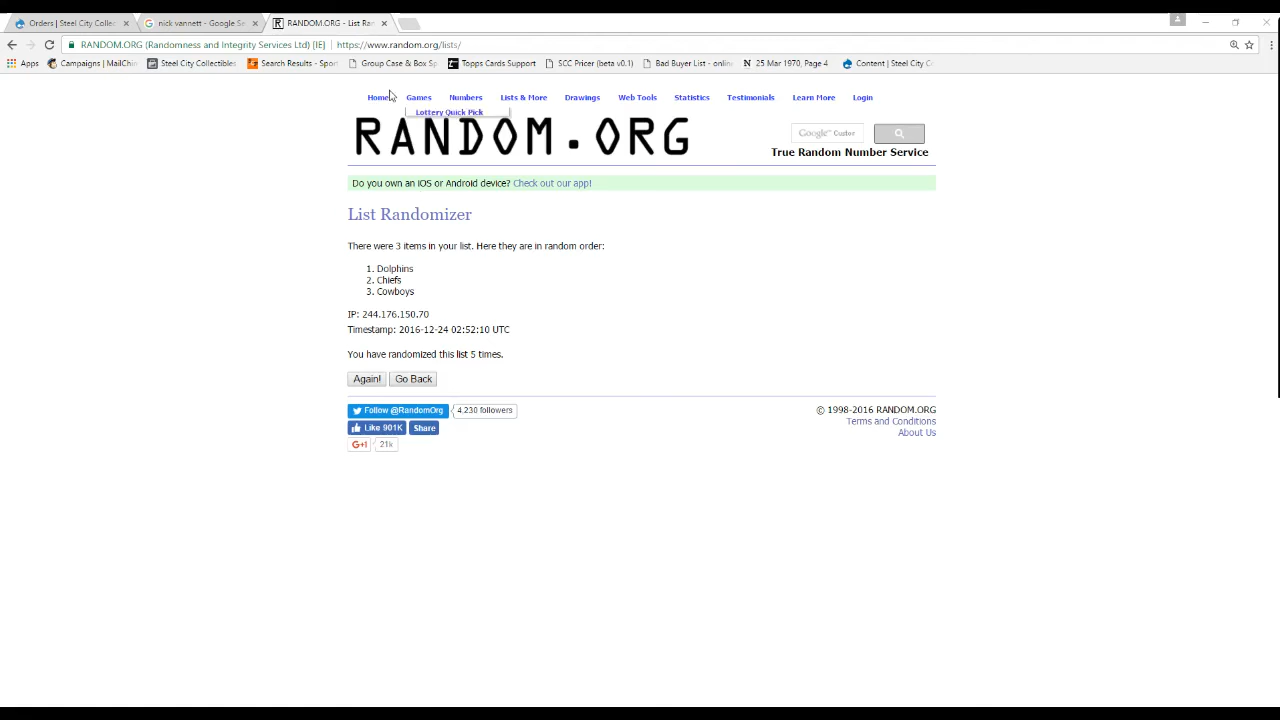 Orders | Steel City Collec
nick vannett - Google Se
RANDOM.ORG - List Ran
RANDOM.ORG (Randomness and Integrity Services Ltd) [IE] https://www.random.org/lists/
Apps Campaigns | MailChim Steel City Collectibles Search Results - Spor Group Case & Box Sp Topps Cards Support SCC Pricer (beta v0.1) Bad Buyer List - online 25 Mar 1970, Page 4 Content | Steel City Co
Home Games Numbers Lists & More Drawings Web Tools Statistics Testimonials Learn More Login
Lottery Quick Pick
RANDOM.ORG
Google™ Custor
True Random Number Service
Do you own an iOS or Android device? Check out our app!
List Randomizer
There were 3 items in your list. Here they are in random order:
1. Dolphins
2. Chiefs
3. Cowboys
IP: 244.176.150.70
Timestamp: 2016-12-24 02:52:10 UTC
You have randomized this list 5 times.
Again! Go Back
Follow @RandomOrg 4,230 followers
Like 901K Share
G+1 21k
© 1998-2016 RANDOM.ORG
Terms and Conditions
About Us